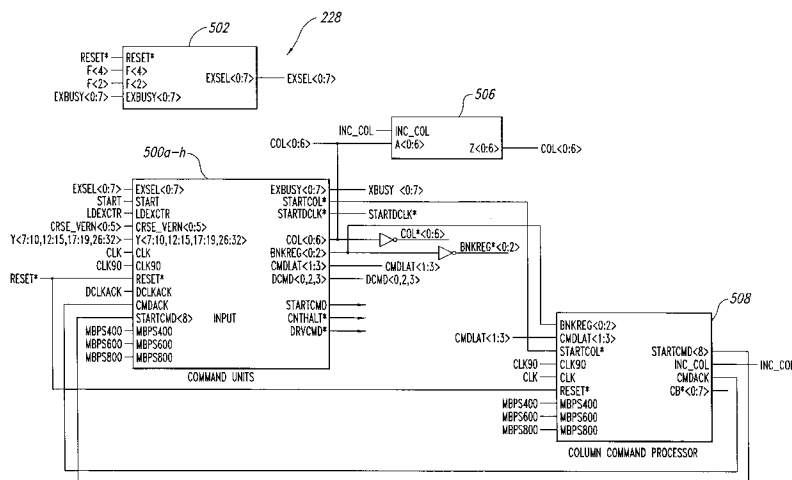 502
228
RESET* RESET*
F<4> F<4>
F<2> F<2>
EXBUSY<0:7> EXBUSY<0:7>
EXSEL<0:7> EXSEL<0:7>
506
INC_COL INC_COL
COL<0:6> A<0:6>
Z<0:6> COL<0:6>
500a-h
EXSEL<0:7> EXSEL<0:7>
START START
LDEXCTR LDEXCTR
CRSE_VERN<0:5> CRSE_VERN<0:5>
Y<7:10,12:15,17:19,26:32> Y<7:10,12:15,17:19,26:32>
CLK CLK
CLK90 CLK90
RESET* RESET*
DCLKACK DCLKACK
CMDACK
STARTCMD<8> INPUT
MBPS400 MBPS400
MBPS600 MBPS600
MBPS800 MBPS800
EXBUSY<0:7> XBUSY <0:7>
STARTCOL*
STARTDCLK* STARTDCLK*
COL<0:6> COL*<0:6>
BNKREG<0:2> BNKREG*<0:2>
CMDLAT<1:3> CMDLAT<1:3>
DCMD<0,2,3> DCMD<0,2,3>
STARTCMD
CNTHALT*
DRVCMD*
COMMAND UNITS
508
BNKREG<0:2>
CMDLAT<1:3> CMDLAT<1:3>
STARTCOL*
CLK90 CLK90
CLK CLK
RESET*
MBPS400 MBPS400
MBPS600 MBPS600
MBPS800 MBPS800
STARTCMD<8>
INC_COL INC_COL
CMDACK
CB*<0:7>
COLUMN COMMAND PROCESSOR